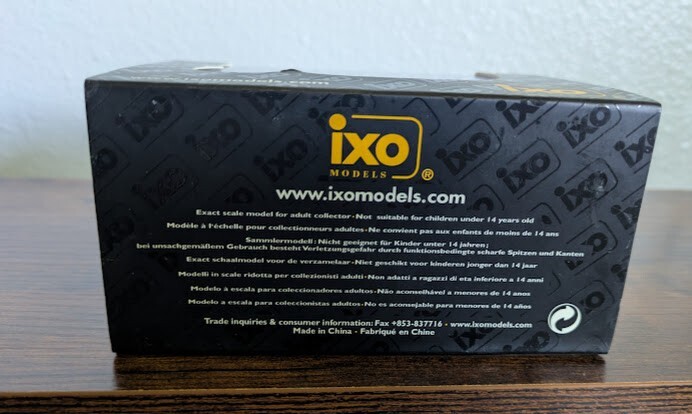 ixo
MODELS ®
www.ixomodels.com
Exact scale model for adult collector-Not suitable for children under 14 years old
Modèle à l'échelle pour collectionneurs adultes-Ne convient pas aux enfants de moins de 14 ans
Sammlermodell: Nicht geeignet für Kinder unter 14 jahren;
bei unsachgemäßem Gebrauch besteht Verletzungsgefahr durch funktionsbedingte scharfe Spitzen und Kanten
Exact schaalmodel voor de verzamelaar-Niet geschikt voor kinderen jonger dan 14 jaar
Modelli in scale ridotta per collezionisti adulti-Non adatti a ragazzi di eta inferiore a 14 anni
Modelo à escala para coleccionadores adultos-Não aconselhável a menores de 14 anos
Modelo a escala para coleccionistas adultos-No es aconsejable para menores de 14 años
Trade inquiries & consumer information: Fax +853-837716 - www.ixomodels.com
Made in China - Fabriqué en Chine